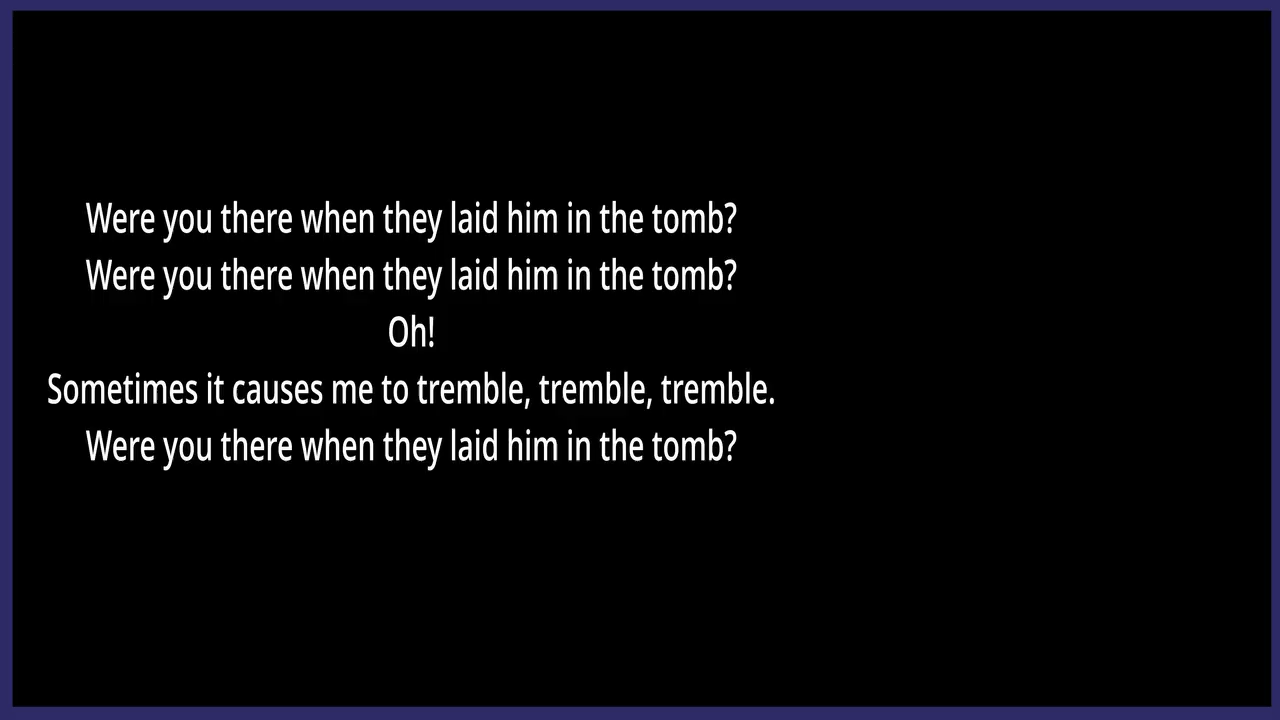 Were you there when they laid him in the tomb?
Were you there when they laid him in the tomb?
Oh!
Sometimes it causes me to tremble, tremble, tremble.
Were you there when they laid him in the tomb?